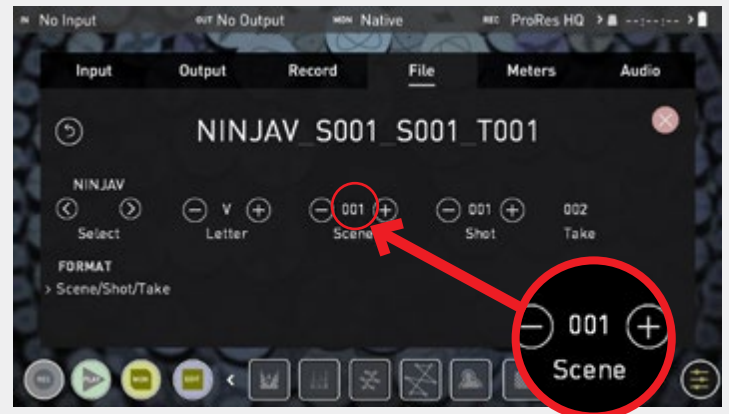 IN No Input OUT No Output MON Native REC ProRes HQ > --:--:-- >
Input Output Record File Meters Audio
NINJAV_S001_S001_T001
NINJAV
< > − V + − 001 + − 001 + 002
Select Letter Scene Shot Take
FORMAT
> Scene/Shot/Take
− 001 +
Scene
REC PLAY MON EDIT <